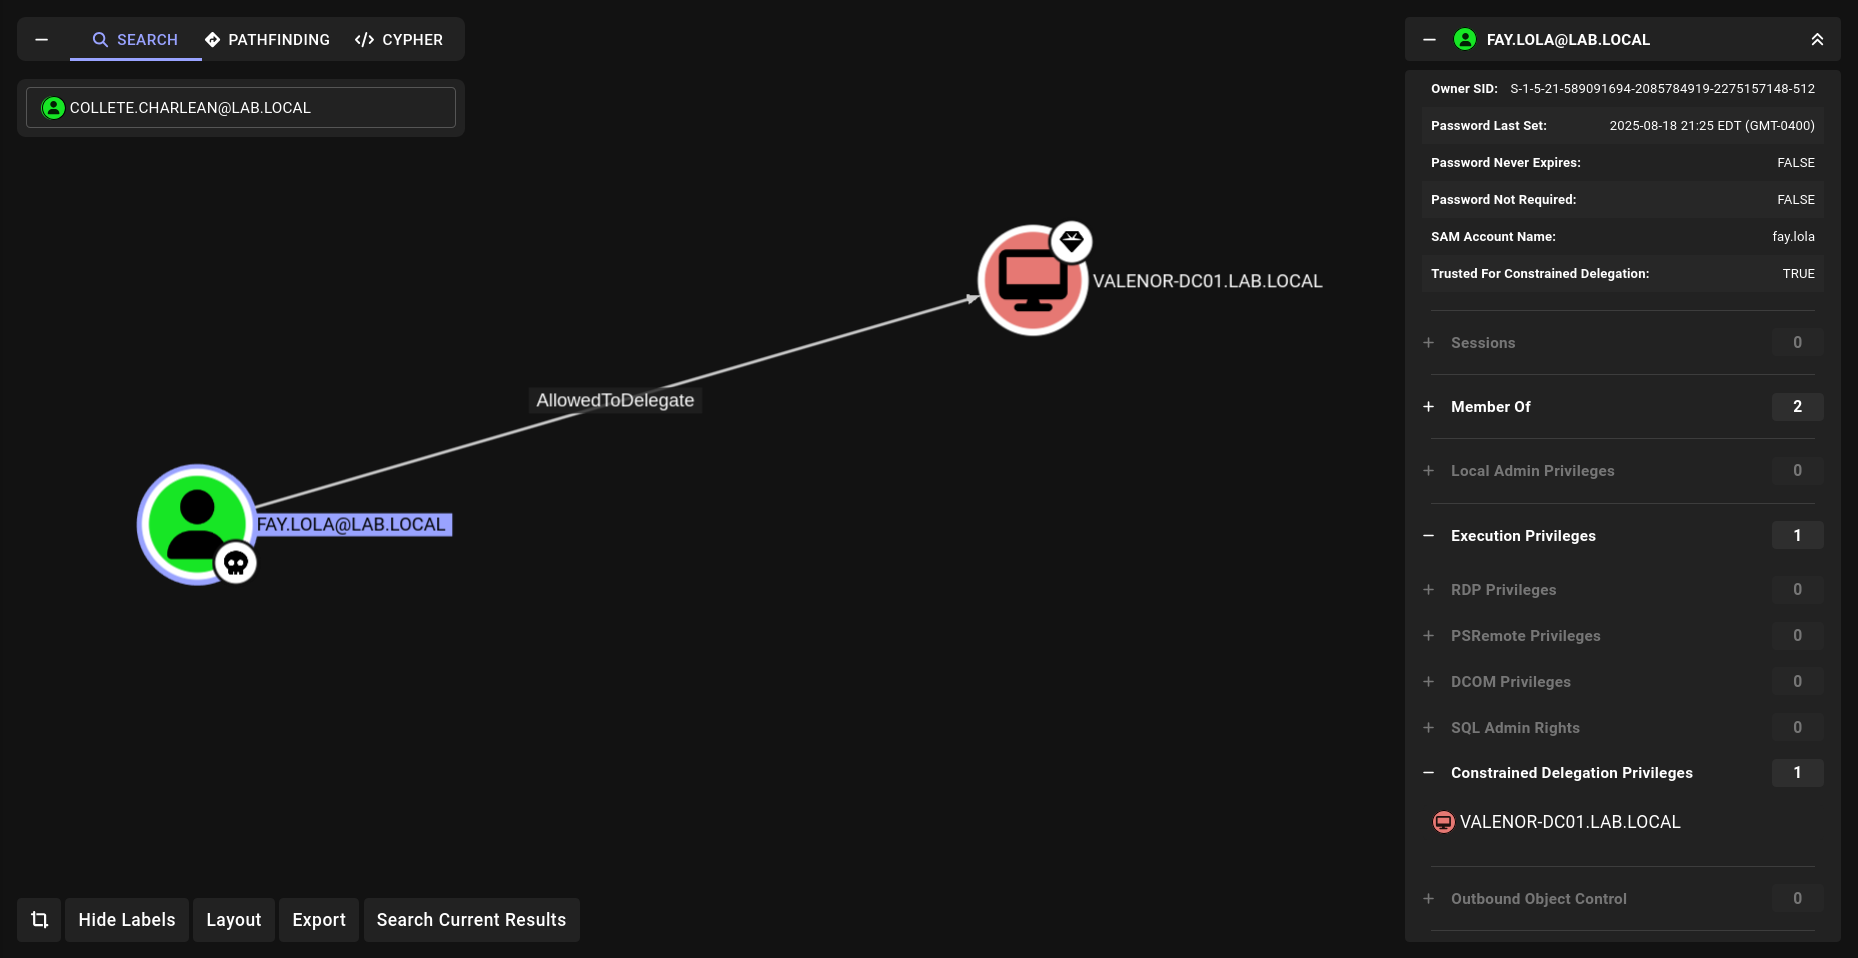 SEARCH PATHFINDING </> CYPHER
COLLETE.CHARLEAN@LAB.LOCAL
VALENOR-DC01.LAB.LOCAL
AllowedToDelegate
FAY.LOLA@LAB.LOCAL
Hide Labels Layout Export Search Current Results
FAY.LOLA@LAB.LOCAL
Owner SID: S-1-5-21-589091694-2085784919-2275157148-512
Password Last Set: 2025-08-18 21:25 EDT (GMT-0400)
Password Never Expires: FALSE
Password Not Required: FALSE
SAM Account Name: fay.lola
Trusted For Constrained Delegation: TRUE
+ Sessions 0
+ Member Of 2
+ Local Admin Privileges 0
− Execution Privileges 1
+ RDP Privileges 0
+ PSRemote Privileges 0
+ DCOM Privileges 0
+ SQL Admin Rights 0
− Constrained Delegation Privileges 1
VALENOR-DC01.LAB.LOCAL
+ Outbound Object Control 0